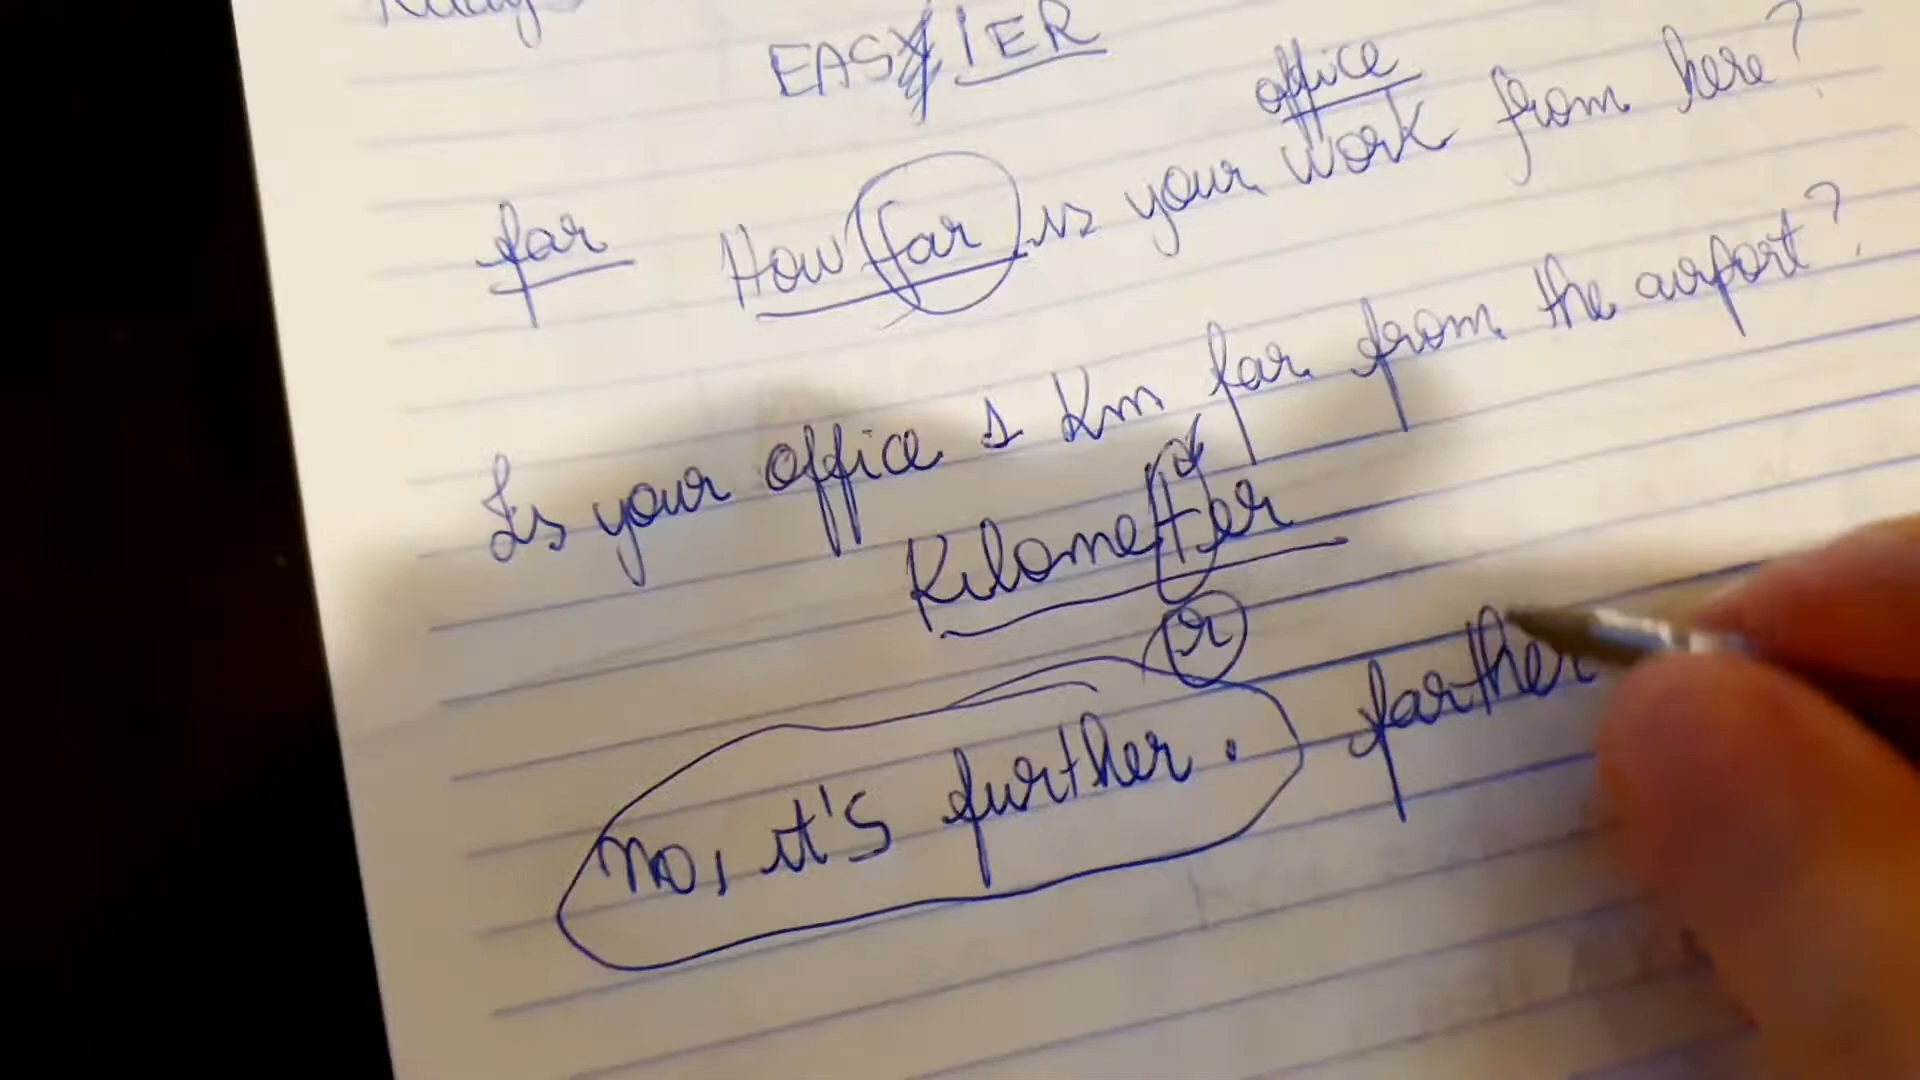 EASYIER
office
far How far is your work from here?
Is your office 1 Km far from the airport?
Kilometer
r
no, it's further. farther